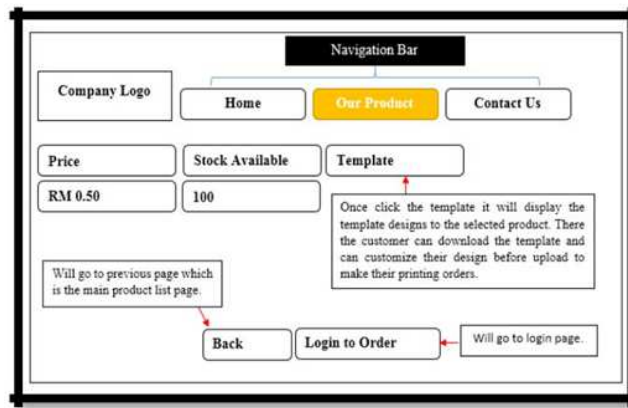 Navigation Bar
Company Logo
Home
Our Product
Contact Us
Price
Stock Available
Template
RM 0.50
100
Once click the template it will display the
template designs to the selected product. There
the customer can download the template and
can customize their design before upload to
make their printing orders.
Will go to previous page which
is the main product list page.
Back
Login to Order
Will go to login page.